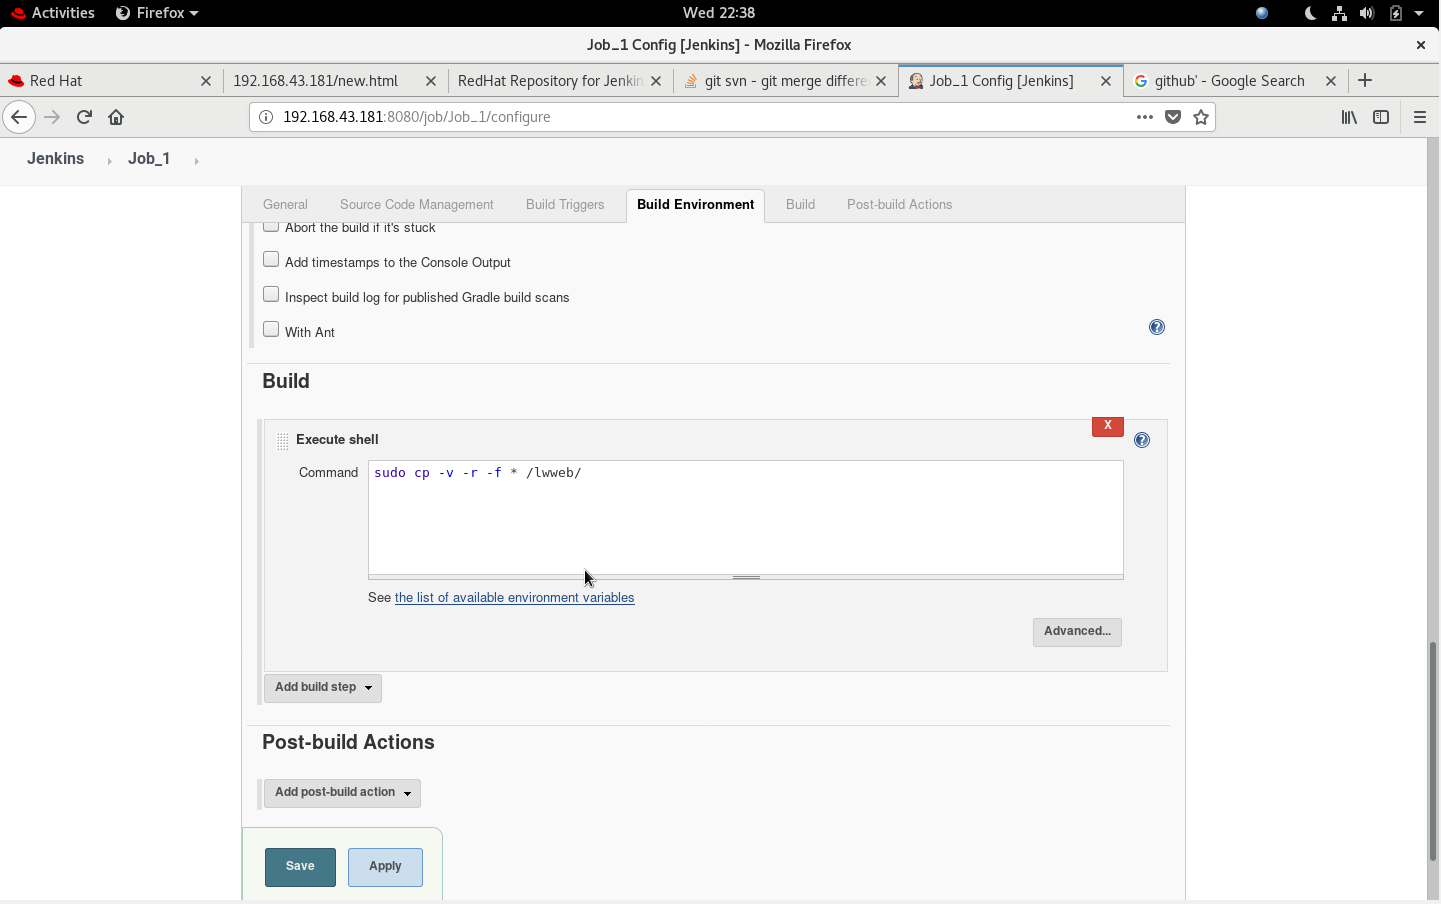 Activities Firefox Wed 22:38
Job_1 Config [Jenkins] - Mozilla Firefox
Red Hat 192.168.43.181/new.html RedHat Repository for Jenkin git svn - git merge differe Job_1 Config [Jenkins] github' - Google Search
192.168.43.181:8080/job/Job_1/configure
Jenkins Job_1
General Source Code Management Build Triggers Build Environment Build Post-build Actions
Abort the build if it's stuck
Add timestamps to the Console Output
Inspect build log for published Gradle build scans
With Ant
Build
X
Execute shell
Command sudo cp -v -r -f * /lwweb/
See the list of available environment variables
Advanced...
Add build step
Post-build Actions
Add post-build action
Save Apply